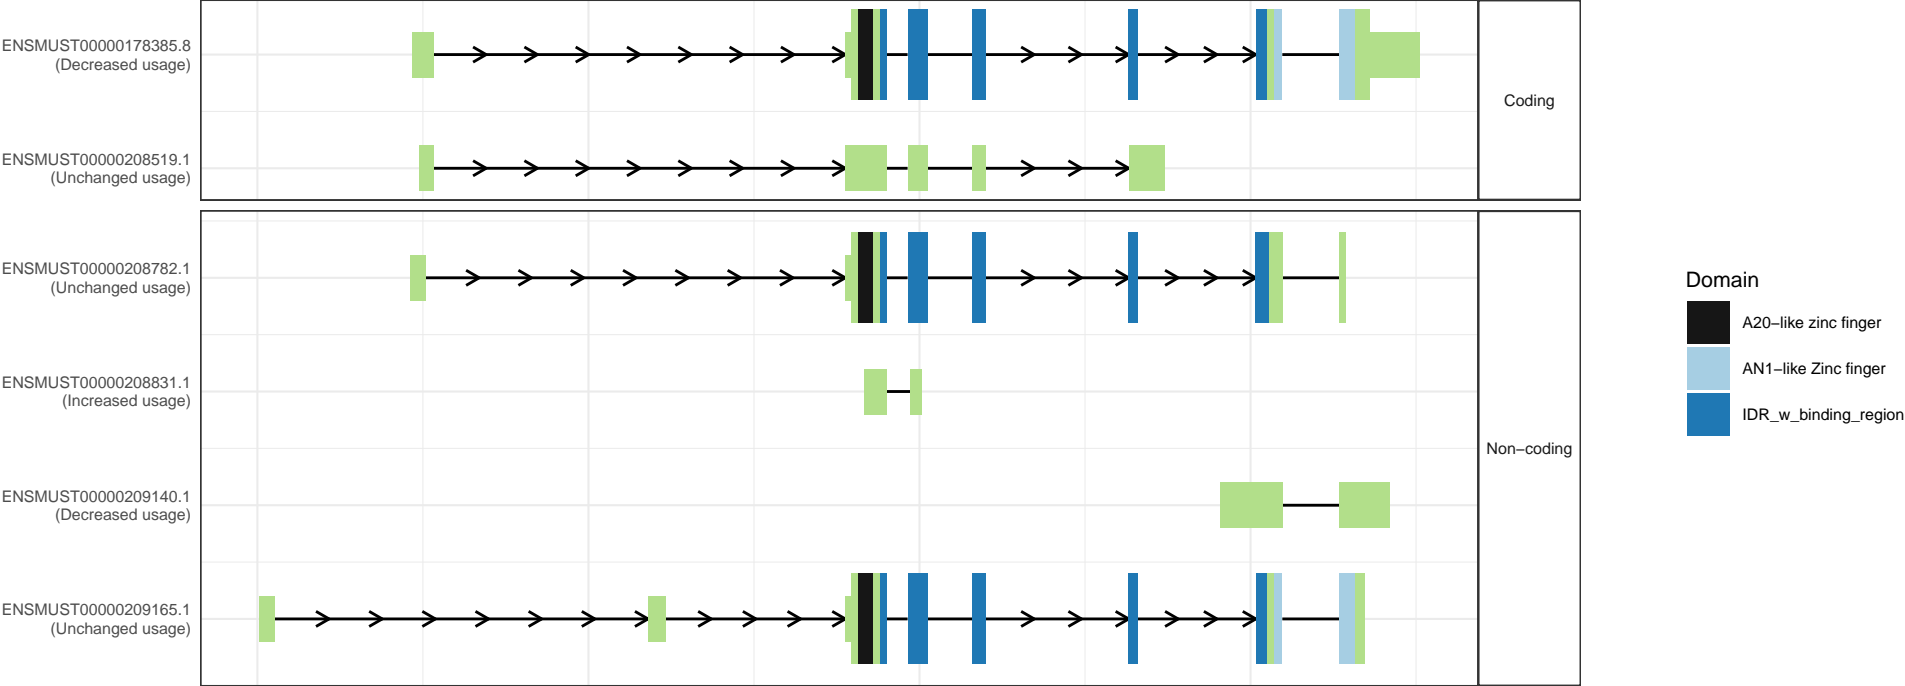 ENSMUST00000178385.8
(Decreased usage)
ENSMUST00000208519.1
(Unchanged usage)
Coding
ENSMUST00000208782.1
(Unchanged usage)
ENSMUST00000208831.1
(Increased usage)
ENSMUST00000209140.1
(Decreased usage)
ENSMUST00000209165.1
(Unchanged usage)
Non−coding
Domain
A20−like zinc finger
AN1−like Zinc finger
IDR_w_binding_region